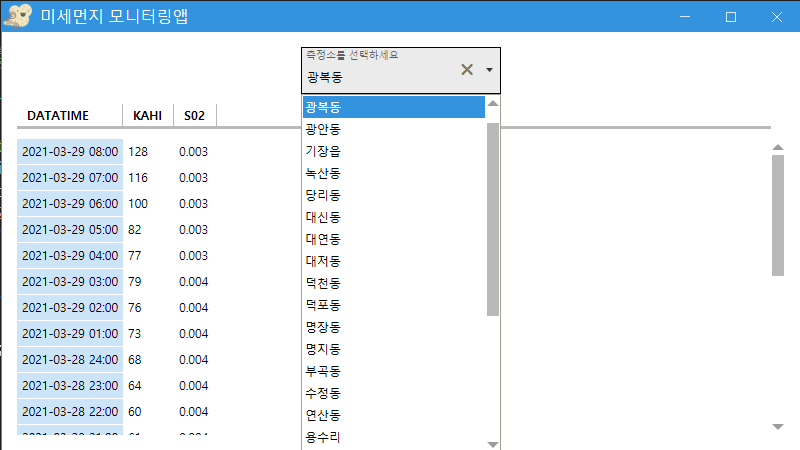 미세먼지 모니터링앱
측정소를 선택하세요
광복동
DATATIME KAHI S02
2021-03-29 08:00 128 0.003
2021-03-29 07:00 116 0.003
2021-03-29 06:00 100 0.003
2021-03-29 05:00 82 0.003
2021-03-29 04:00 77 0.003
2021-03-29 03:00 79 0.004
2021-03-29 02:00 76 0.004
2021-03-29 01:00 73 0.004
2021-03-28 24:00 68 0.004
2021-03-28 23:00 64 0.004
2021-03-28 22:00 60 0.004
광복동
광안동
기장읍
녹산동
당리동
대신동
대연동
대저동
덕천동
덕포동
명장동
명지동
부곡동
수정동
연산동
용수리